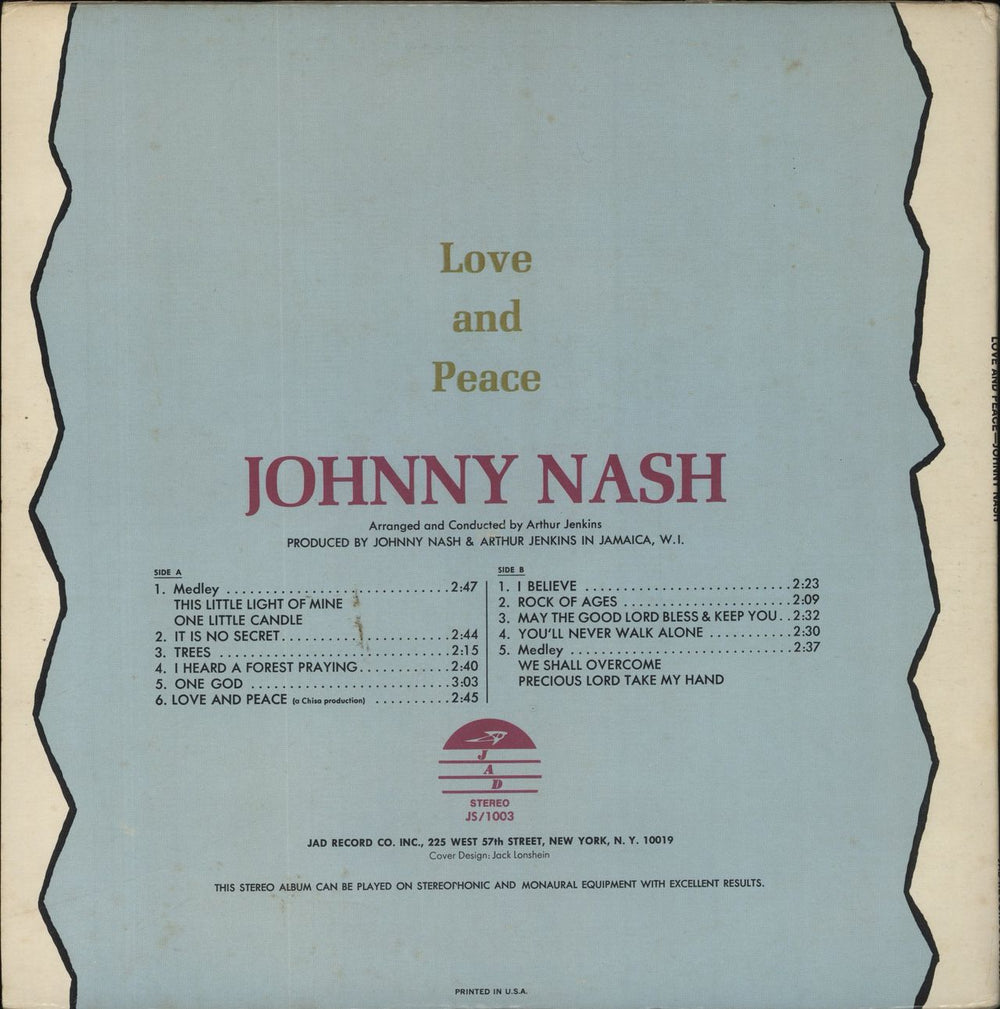 Love
and
Peace
JOHNNY NASH
Arranged and Conducted by Arthur Jenkins
PRODUCED BY JOHNNY NASH & ARTHUR JENKINS IN JAMAICA, W.I.
SIDE A
1. Medley ............................2:47
THIS LITTLE LIGHT OF MINE
ONE LITTLE CANDLE
2. IT IS NO SECRET.....................2:44
3. TREES .............................2:15
4. I HEARD A FOREST PRAYING...........2:40
5. ONE GOD .........................3:03
6. LOVE AND PEACE (a Chisa production) ..........2:45
SIDE B
1. I BELIEVE ..........................2:23
2. ROCK OF AGES .....................2:09
3. MAY THE GOOD LORD BLESS & KEEP YOU..2:32
4. YOU'LL NEVER WALK ALONE ..........2:30
5. Medley ............................2:37
WE SHALL OVERCOME
PRECIOUS LORD TAKE MY HAND
JAD
STEREO
JS/1003
JAD RECORD CO. INC., 225 WEST 57th STREET, NEW YORK, N. Y. 10019
Cover Design: Jack Lonshein
THIS STEREO ALBUM CAN BE PLAYED ON STEREOPHONIC AND MONAURAL EQUIPMENT WITH EXCELLENT RESULTS.
PRINTED IN U.S.A.
LOVE AND PEACE—JOHNNY NASH